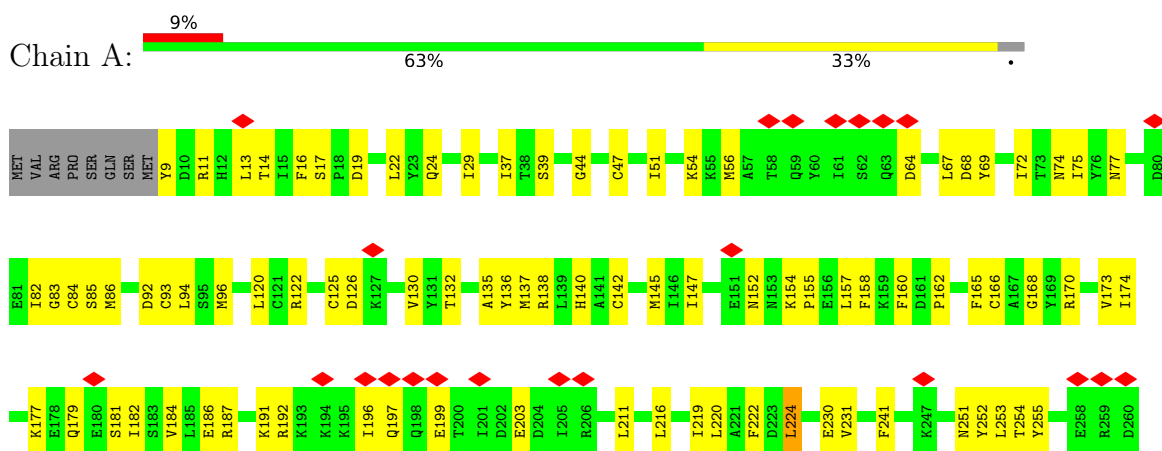 9%
Chain A:
63% 33% •
MET VAL ARG PRO SER GLN SER MET Y9 D10 R11 H12 L13 T14 I15 F16 S17 P18 D19 L22 Y23 Q24 I29 I37 T38 S39 G44 C47 I51 K54 K55 M56 A57 T58 Q59 Y60 I61 S62 Q63 D64 L67 D68 Y69 I72 T73 N74 I75 Y76 N77 D80
E81 I82 G83 C84 S85 M86 D92 C93 L94 S95 M96 L120 C121 R122 C125 D126 K127 V130 Y131 T132 A135 Y136 M137 R138 L139 H140 A141 C142 M145 I146 I147 E151 N152 N153 K154 P155 E156 L157 F158 K159 F160 D161 P162 F165 C166 A167 G168 Y169 R170 V173 I174
K177 E178 Q179 E180 S181 I182 S183 V184 L185 E186 R187 K191 R192 K193 K194 K195 I196 Q197 Q198 E199 T200 I201 D202 E203 D204 I205 R206 L211 L216 I219 L220 A221 F222 D223 L224 E230 V231 F241 K247 N251 Y252 L253 T254 Y255 E258 R259 D260